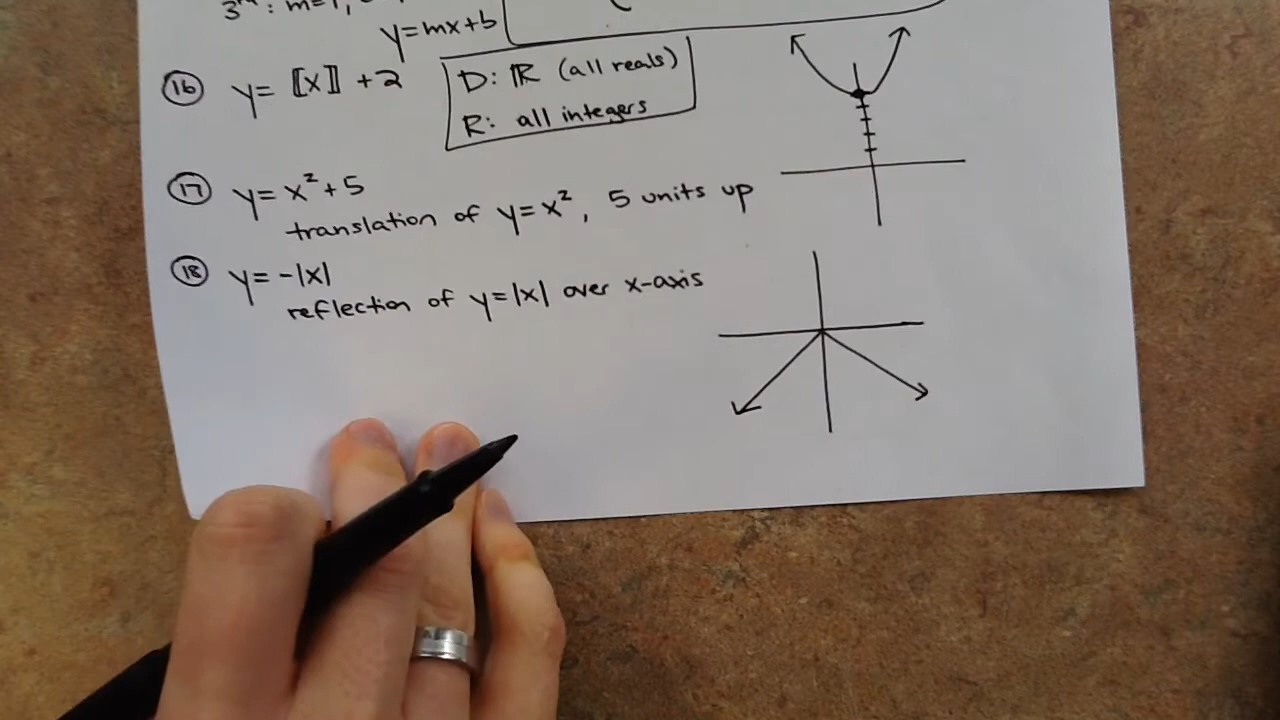 y=mx+b
16 y= ⟦x⟧ +2
D: ℝ (all reals)
R: all integers
17 y= x² + 5
translation of y=x², 5 units up
18 y= -|x|
reflection of y=|x| over x-axis